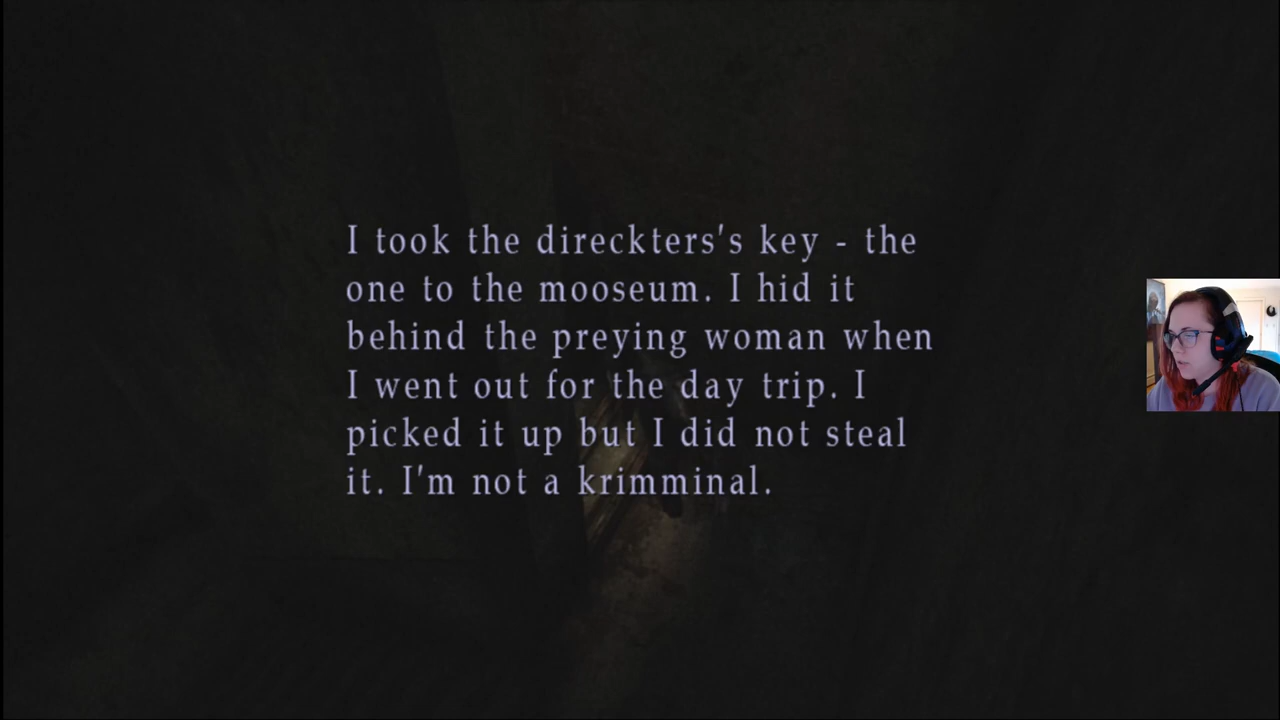 I took the direckters's key - the
one to the mooseum. I hid it
behind the preying woman when
I went out for the day trip. I
picked it up but I did not steal
it. I'm not a krimminal.